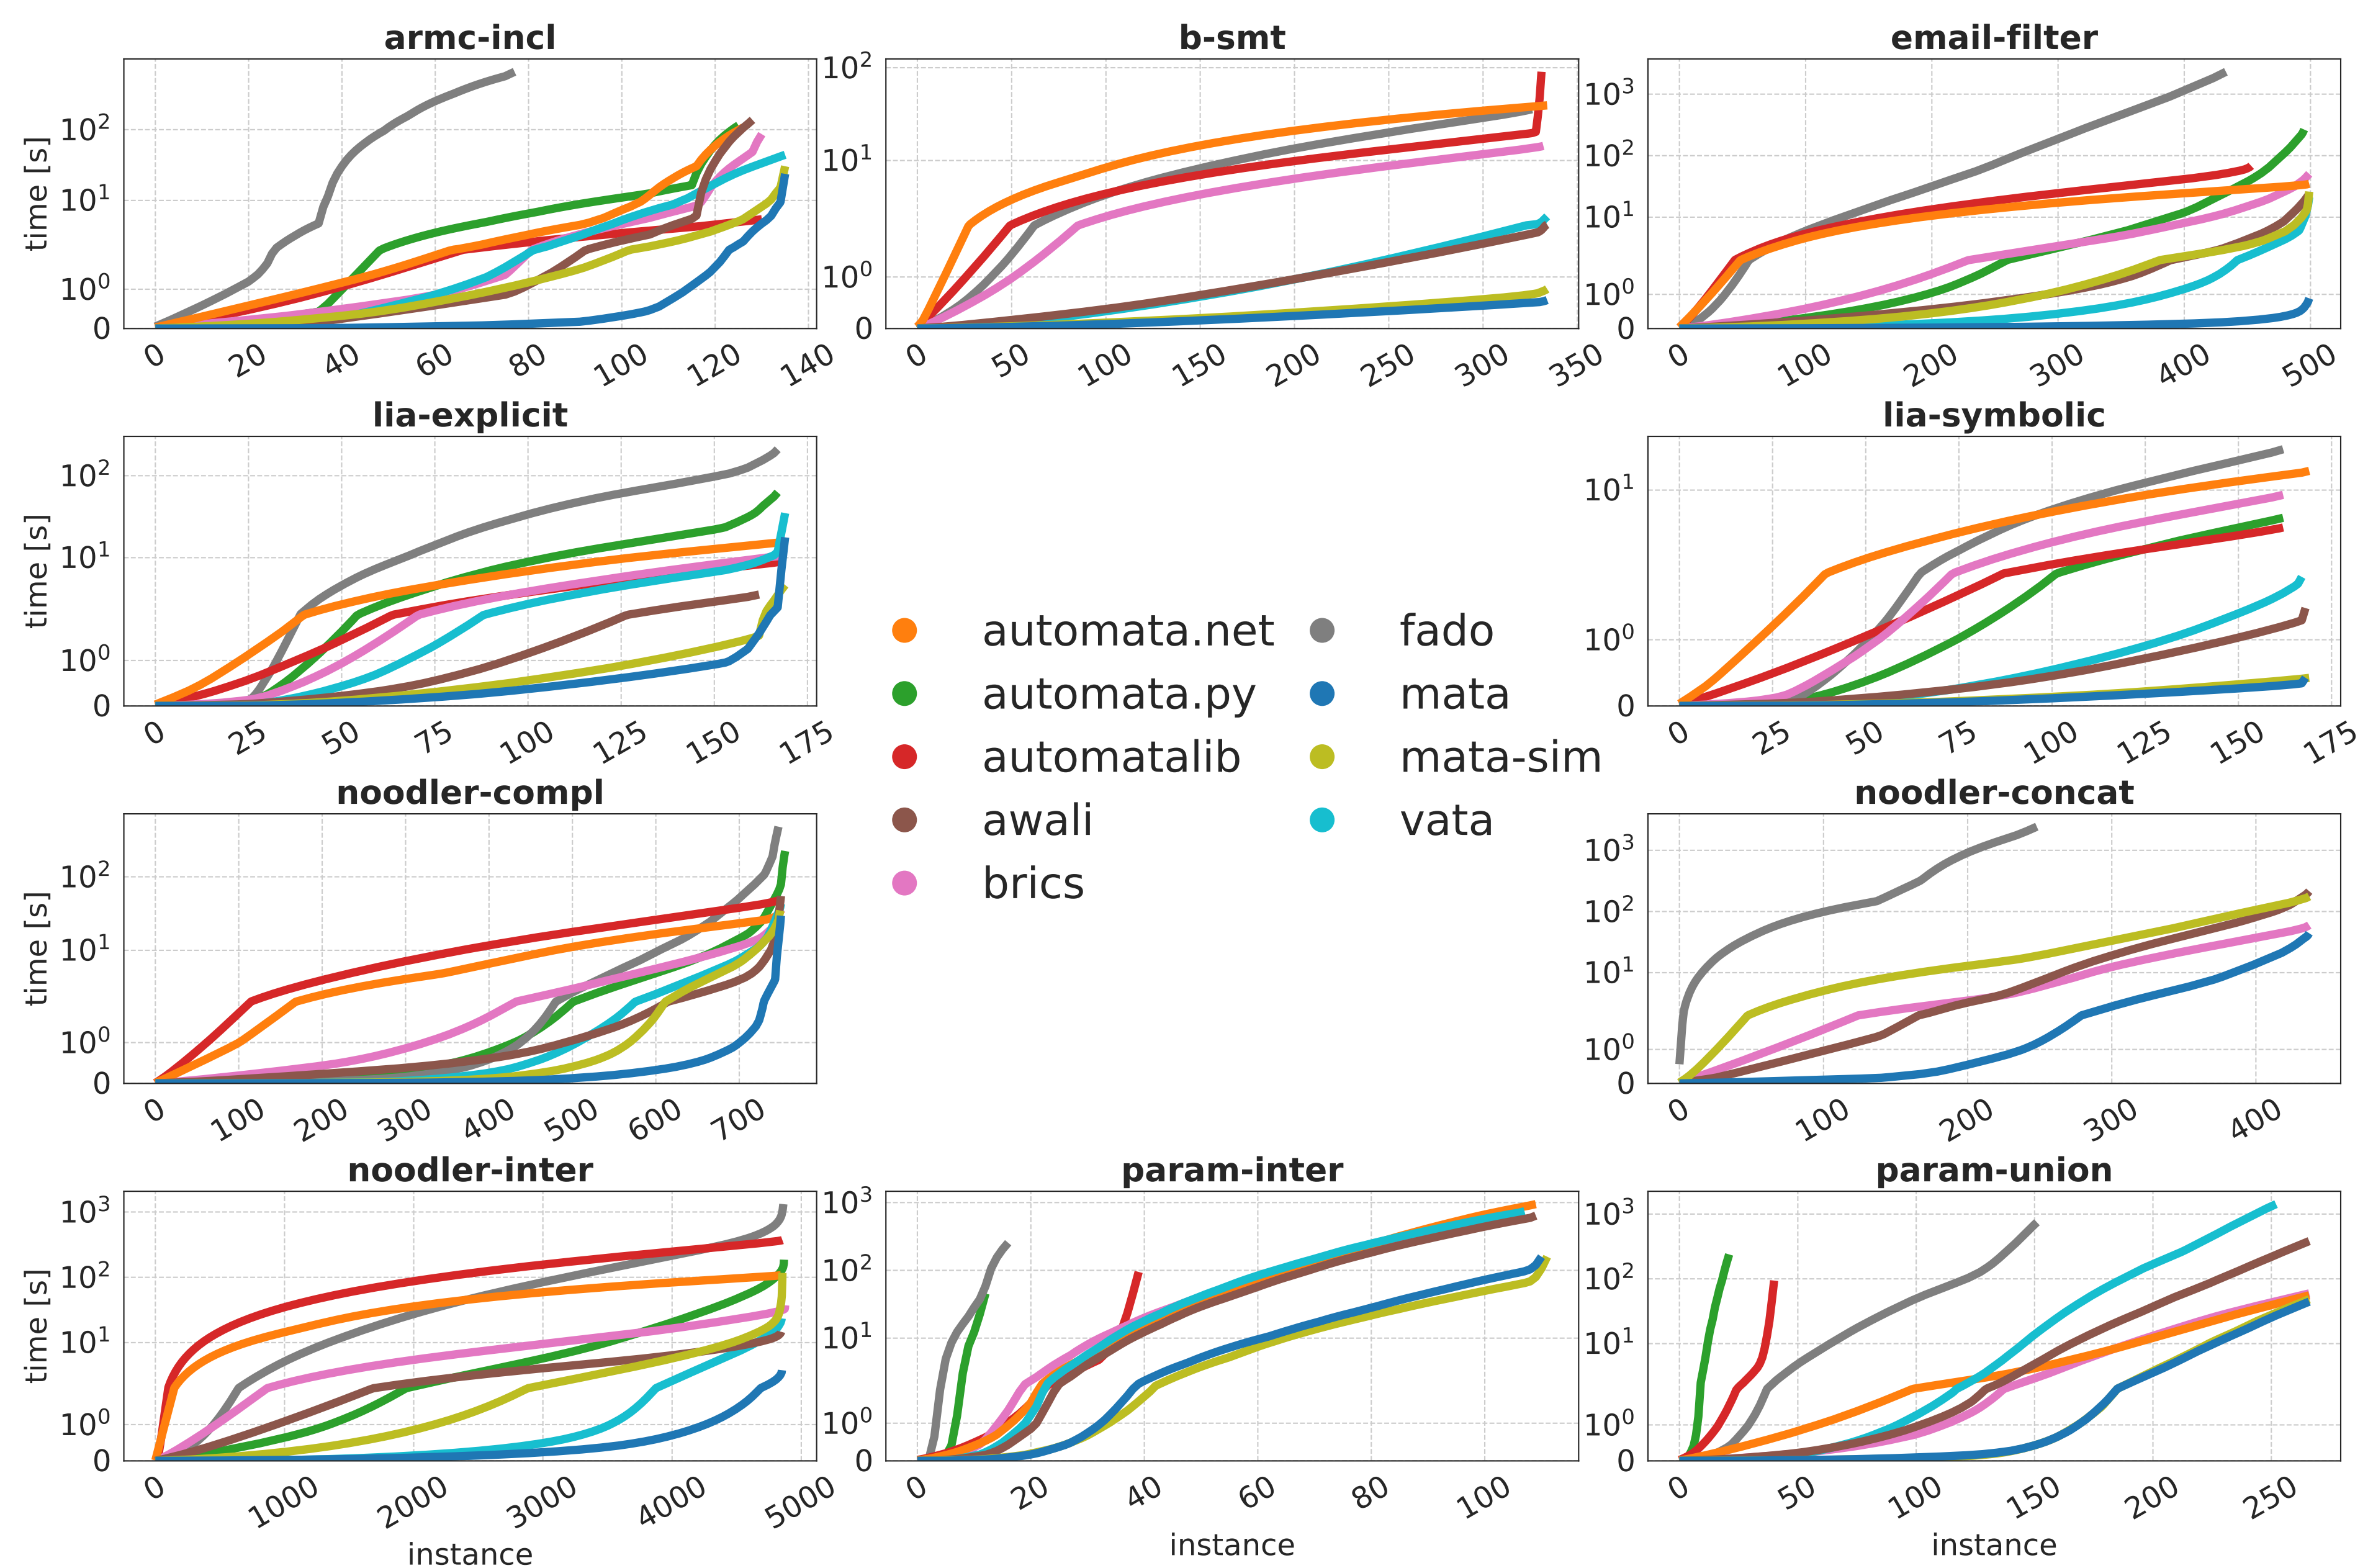 armc-incl
b-smt
email-filter
time [s]
10²
10¹
10⁰
0
0 20 40 60 80 100 120 140
10²
10¹
10⁰
0
0 50 100 150 200 250 300 350
10³
10²
10¹
10⁰
0
0 100 200 300 400 500
lia-explicit
lia-symbolic
time [s]
10²
10¹
10⁰
0
0 25 50 75 100 125 150 175
10¹
10⁰
0
0 25 50 75 100 125 150 175
automata.net
automata.py
automatalib
awali
brics
fado
mata
mata-sim
vata
noodler-compl
noodler-concat
time [s]
10²
10¹
10⁰
0
0 100 200 300 400 500 600 700
10³
10²
10¹
10⁰
0
0 100 200 300 400
noodler-inter
param-inter
param-union
time [s]
10³
10²
10¹
10⁰
0
0 1000 2000 3000 4000 5000
instance
10³
10²
10¹
10⁰
0
0 20 40 60 80 100
instance
10³
10²
10¹
10⁰
0
0 50 100 150 200 250
instance